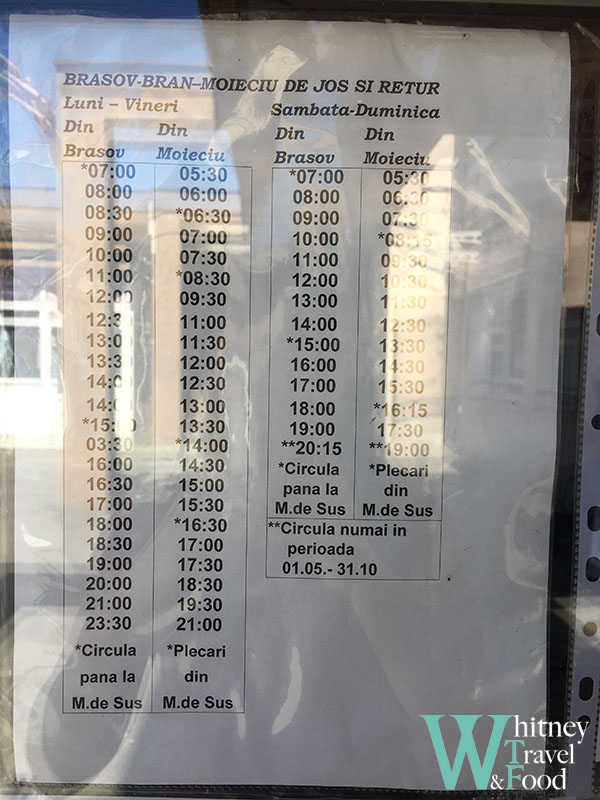 BRASOV-BRAN–MOIECIU DE JOS SI RETUR
Luni – Vineri
Din Din
Brasov Moieciu
*07:00 05:30
08:00 06:00
08:30 *06:30
09:00 07:00
10:00 07:30
11:00 *08:30
12:00 09:30
12:30 11:00
13:00 11:30
13:30 12:00
14:00 12:30
13:00
*15:00 13:30
03:30 *14:00
16:00 14:30
16:30 15:00
17:00 15:30
18:00 *16:30
18:30 17:00
19:00 17:30
20:00 18:30
21:00 19:30
23:30 21:00
*Circula *Plecari
pana la din
M.de Sus M.de Sus
Sambata-Duminica
Din Din
Brasov Moieciu
*07:00 05:30
08:00 06:30
09:00 07:30
10:00 *08:15
11:00 09:30
12:00 10:30
13:00 11:30
14:00 12:30
*15:00 13:30
16:00 14:30
17:00 15:30
18:00 *16:15
19:00 17:30
**20:15 **19:00
*Circula *Plecari
pana la din
M.de Sus M.de Sus
**Circula numai in
perioada
01.05.- 31.10
Whitney
Travel
&Food